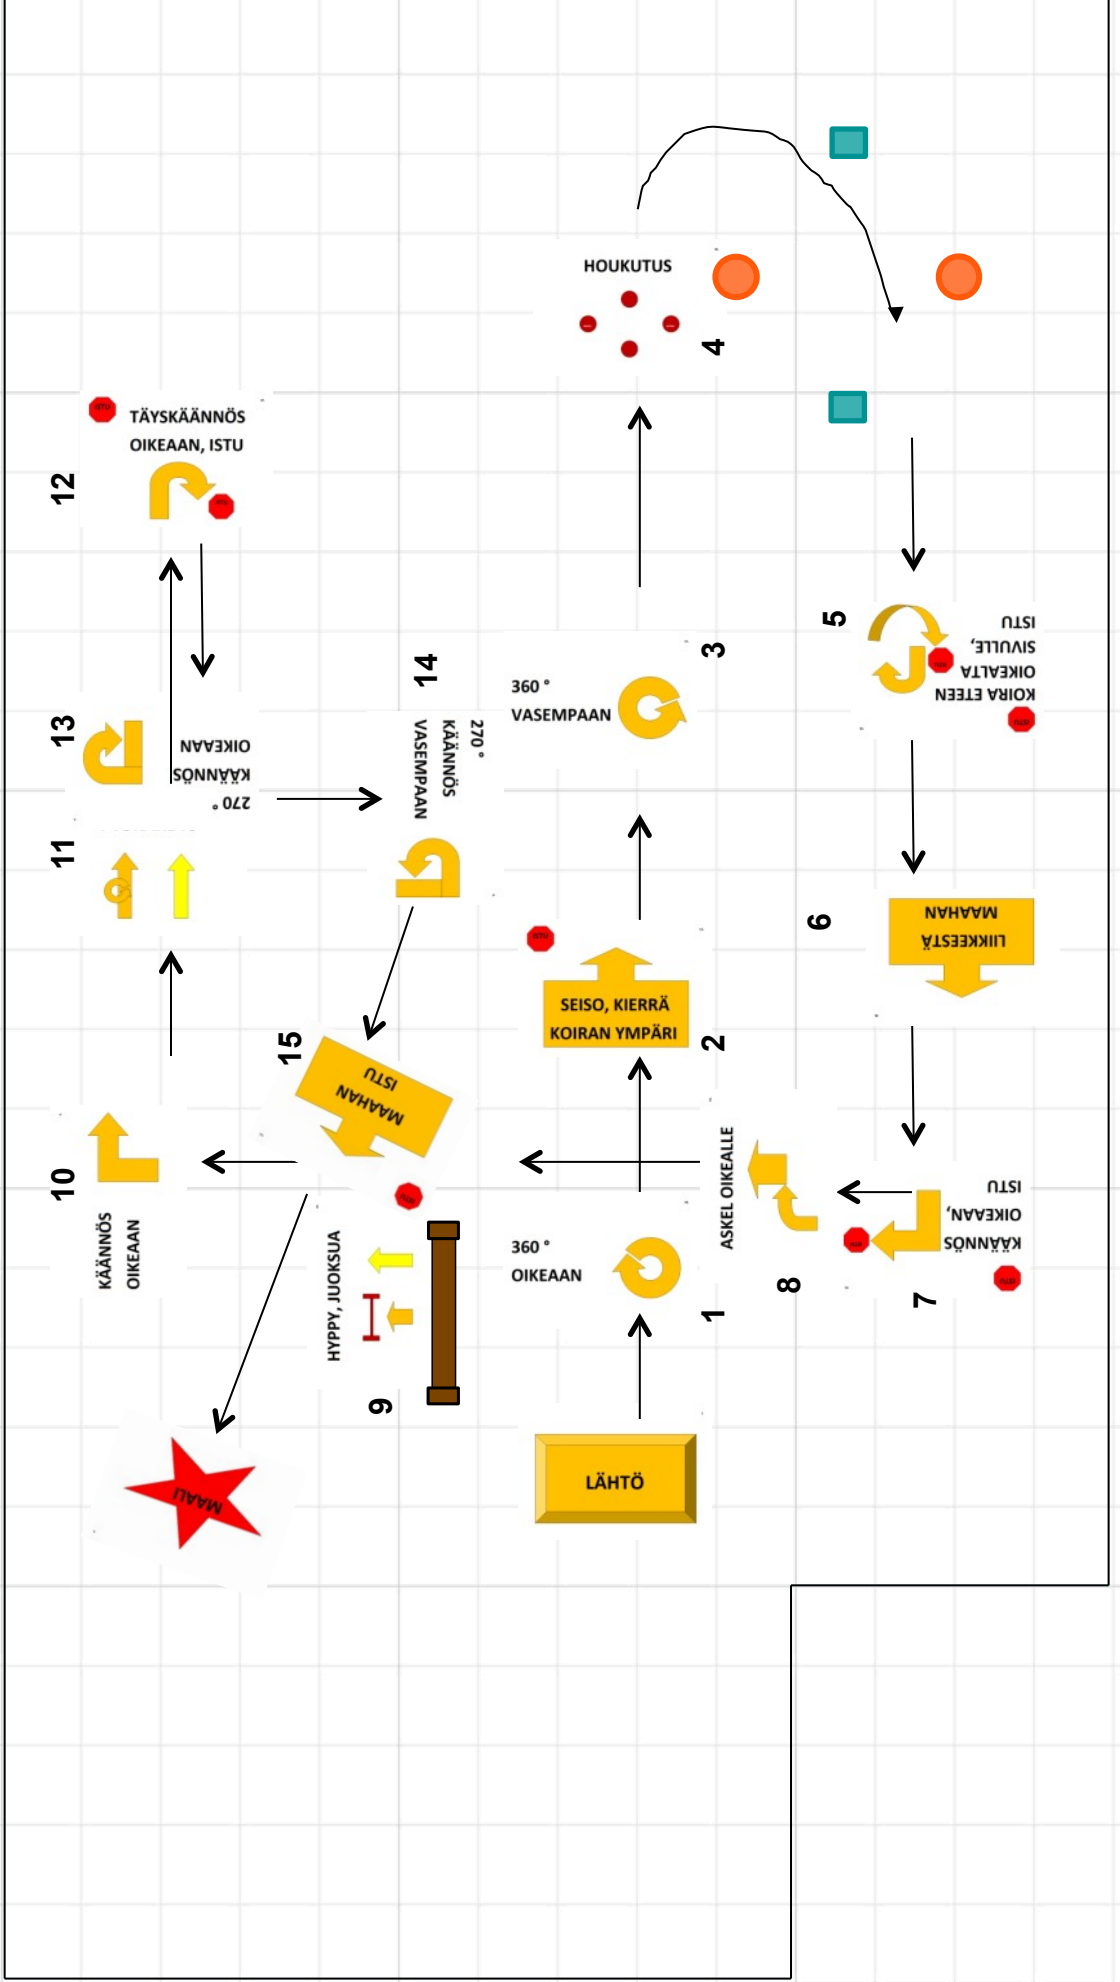 HOUKUTUS
4
TÄYSKÄÄNNÖS
OIKEAAN, ISTU
12
5
KOIRA ETEEN
OIKEALTA
SIVULLE,
ISTU
3
360 °
VASEMPAAN
14
270 °
KÄÄNNÖS
VASEMPAAN
13
270 °
KÄÄNNÖS
OIKEAAN
11
6
LIIKKEESTÄ
MAAHAN
ISTU
SEISO, KIERRÄ
KOIRAN YMPÄRI
2
15
MAAHAN
ISTU
10
KÄÄNNÖS
OIKEAAN
ASKEL OIKEALLE
8
7
KÄÄNNÖS
OIKEAAN,
ISTU
HYPPY, JUOKSUA
9
360 °
OIKEAAN
1
LÄHTÖ
MAALI